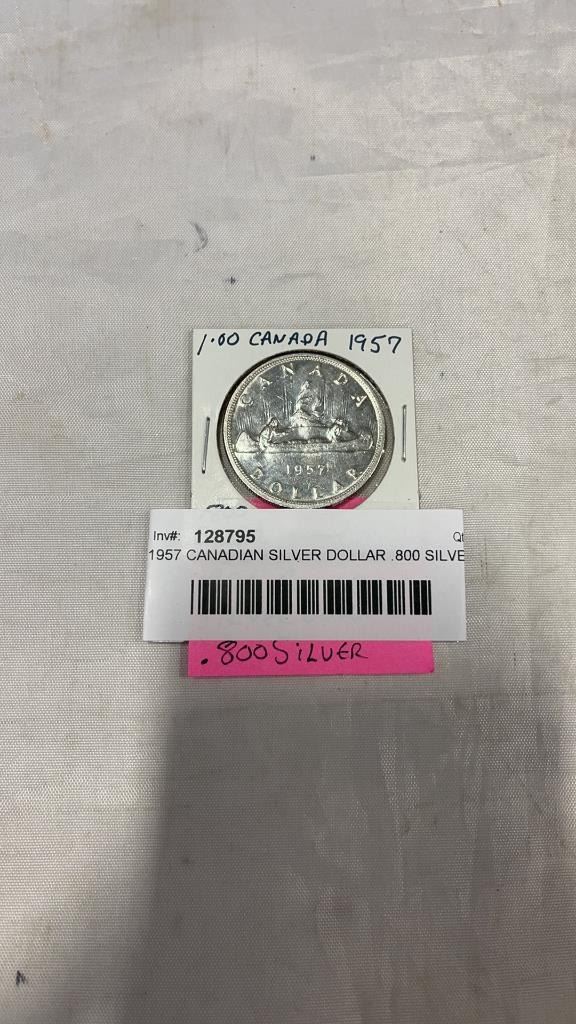 1.00 CANADA 1957
CANADA
1957
DOLLAR
Inv#: 128795
1957 CANADIAN SILVER DOLLAR .800 SILVE
.800 SILVER